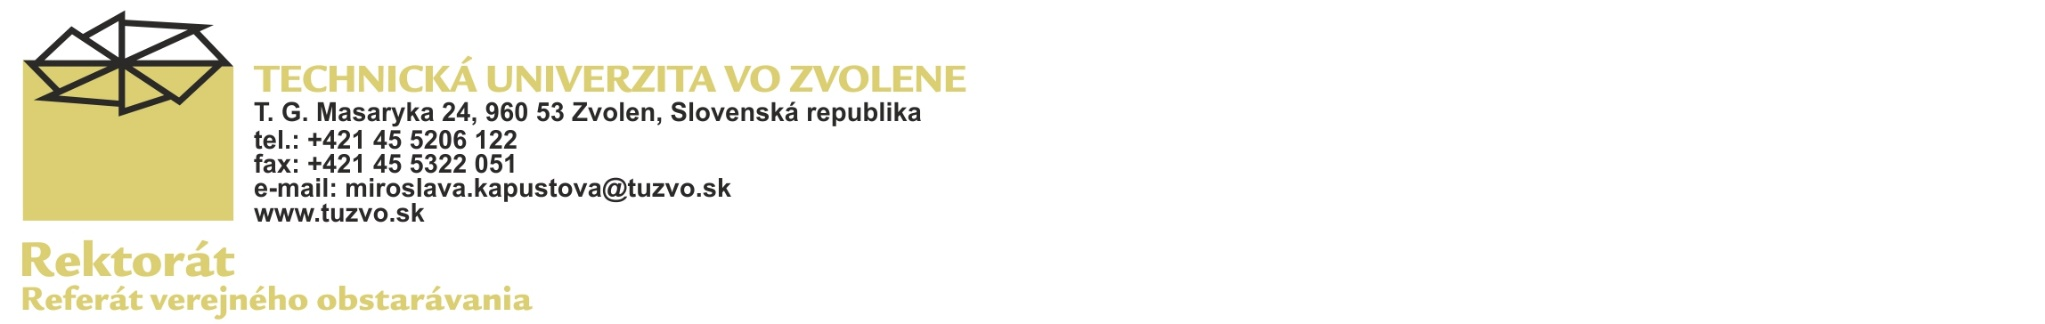 TECHNICKÁ UNIVERZITA VO ZVOLENE
T. G. Masaryka 24, 960 53 Zvolen, Slovenská republika
tel.: +421 45 5206 122
fax: +421 45 5322 051
e-mail: miroslava.kapustova@tuzvo.sk
www.tuzvo.sk
Rektorát
Referát verejného obstarávania